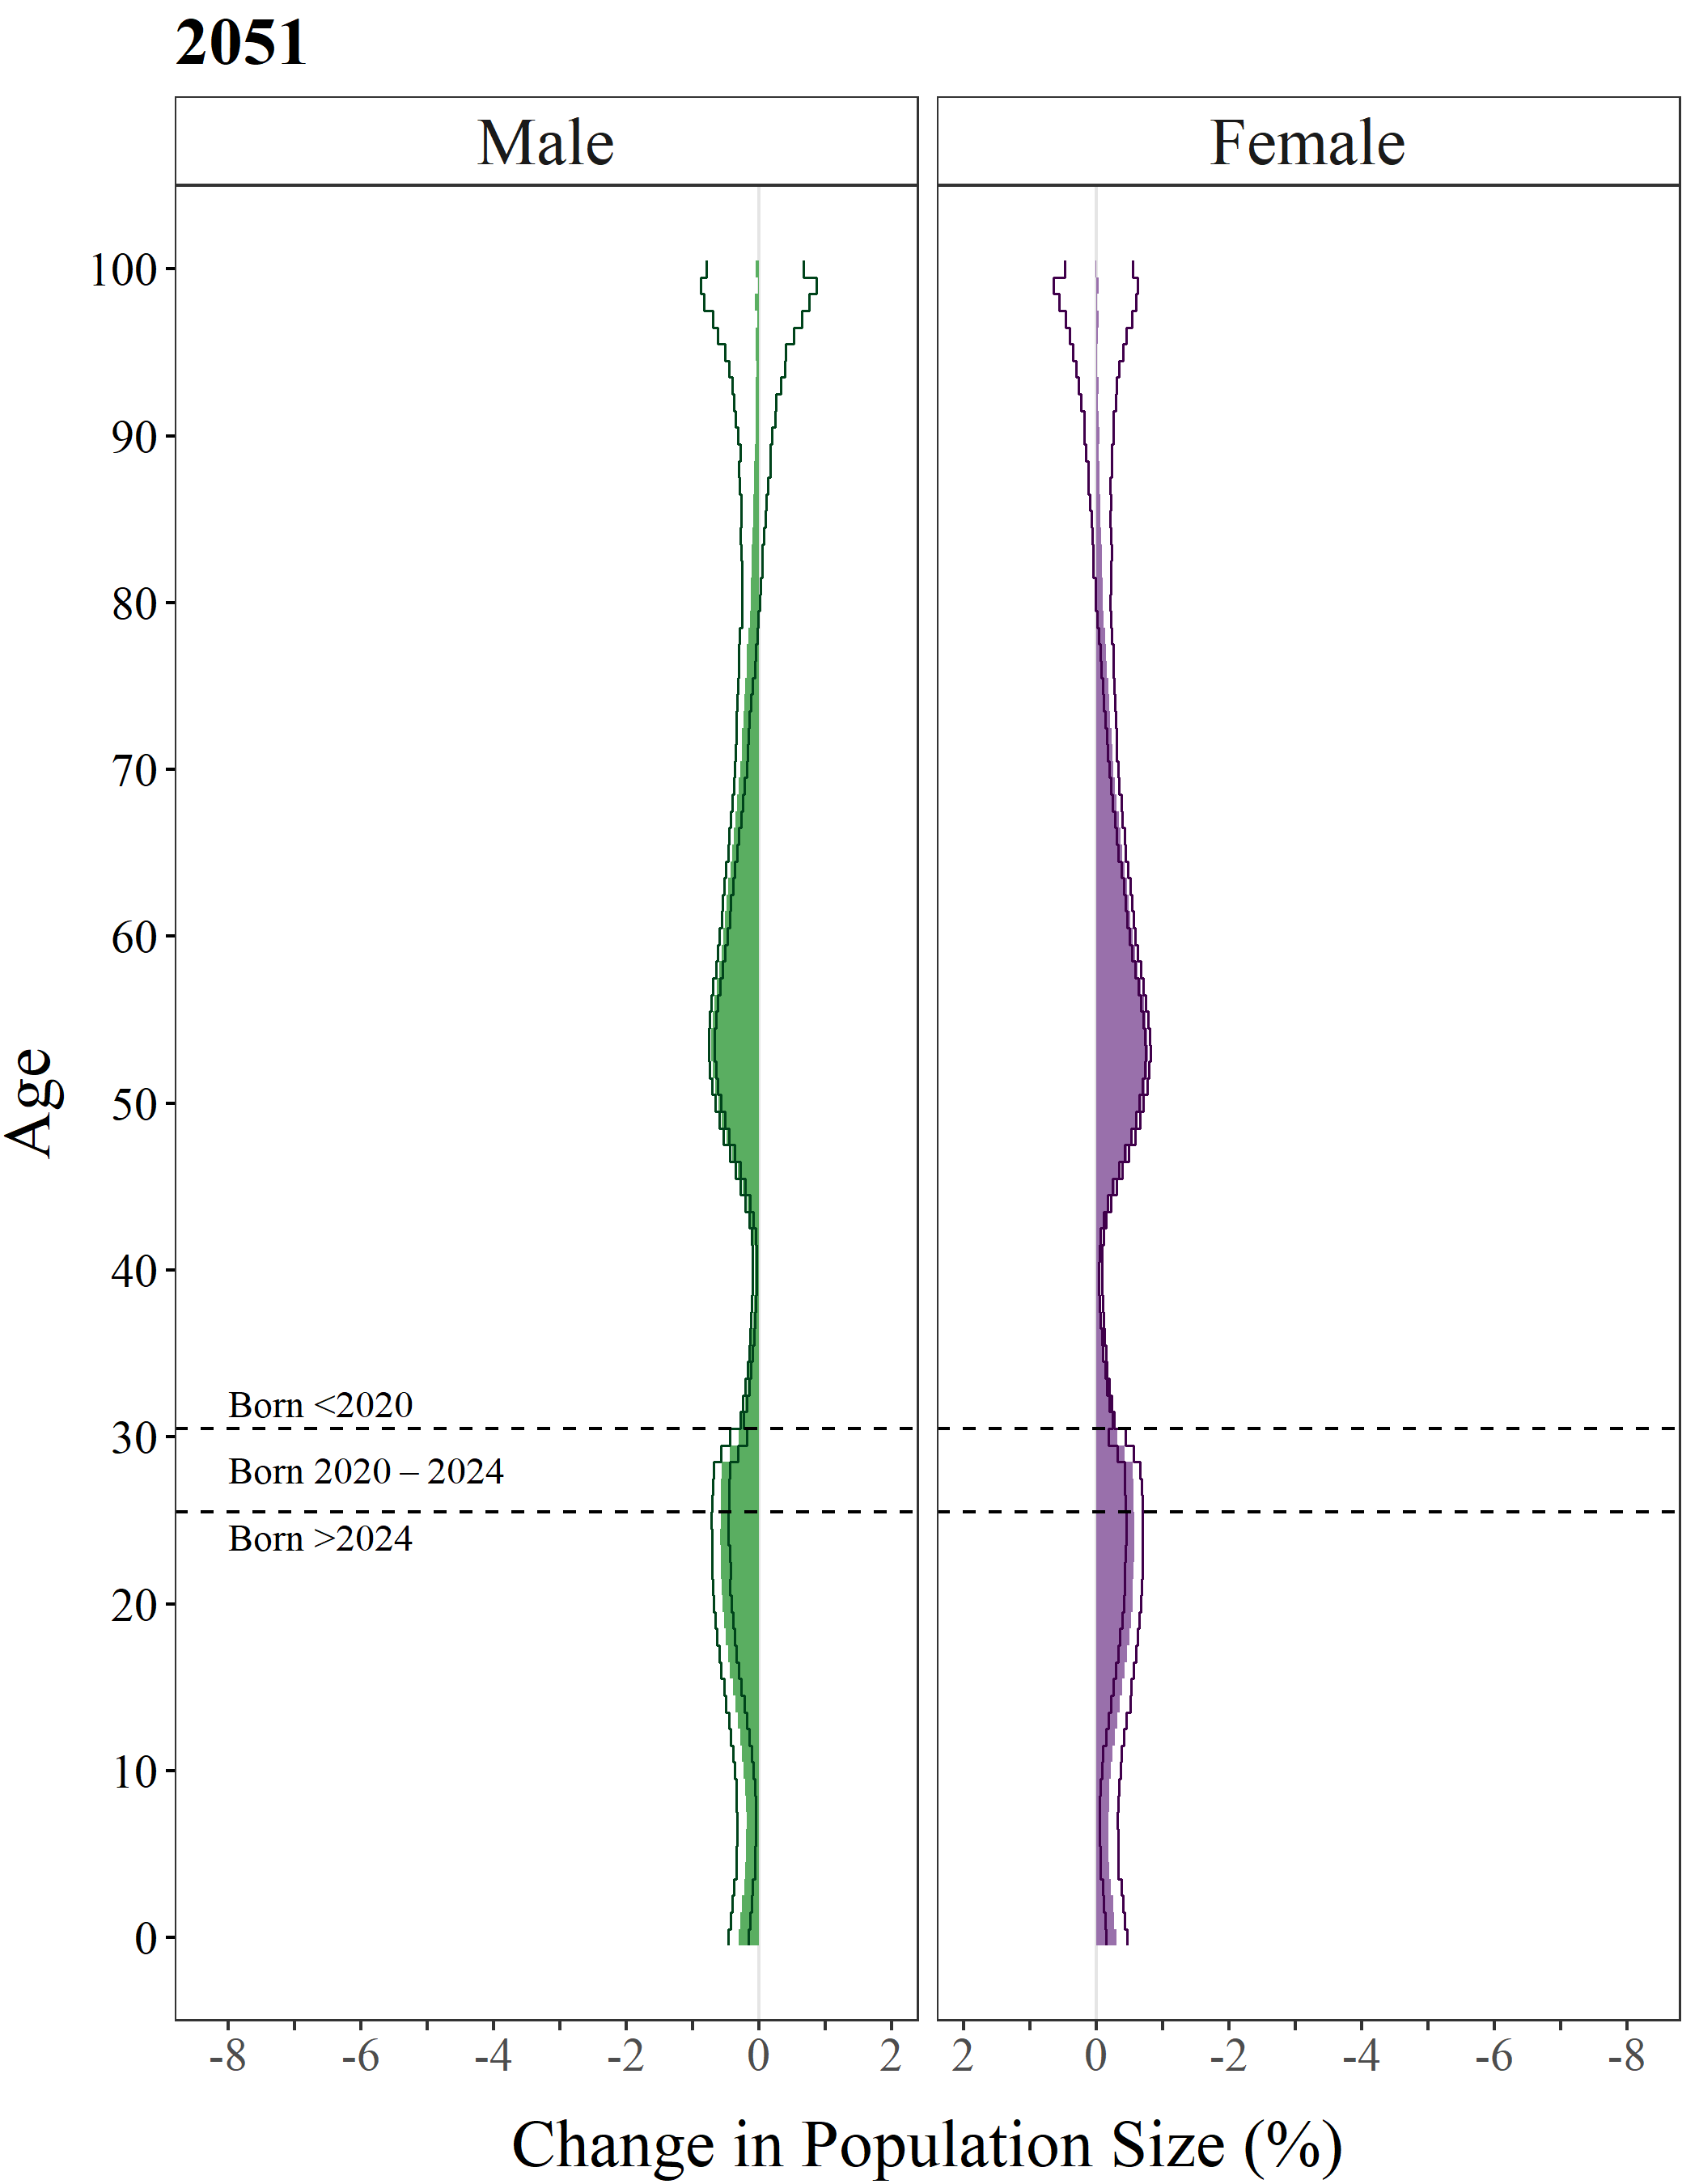 2051
Male
Female
100
90
80
70
60
50
40
30
20
10
0
Age
Born <2020
Born 2020 – 2024
Born >2024
-8 -6 -4 -2 0 2
2 0 -2 -4 -6 -8
Change in Population Size (%)